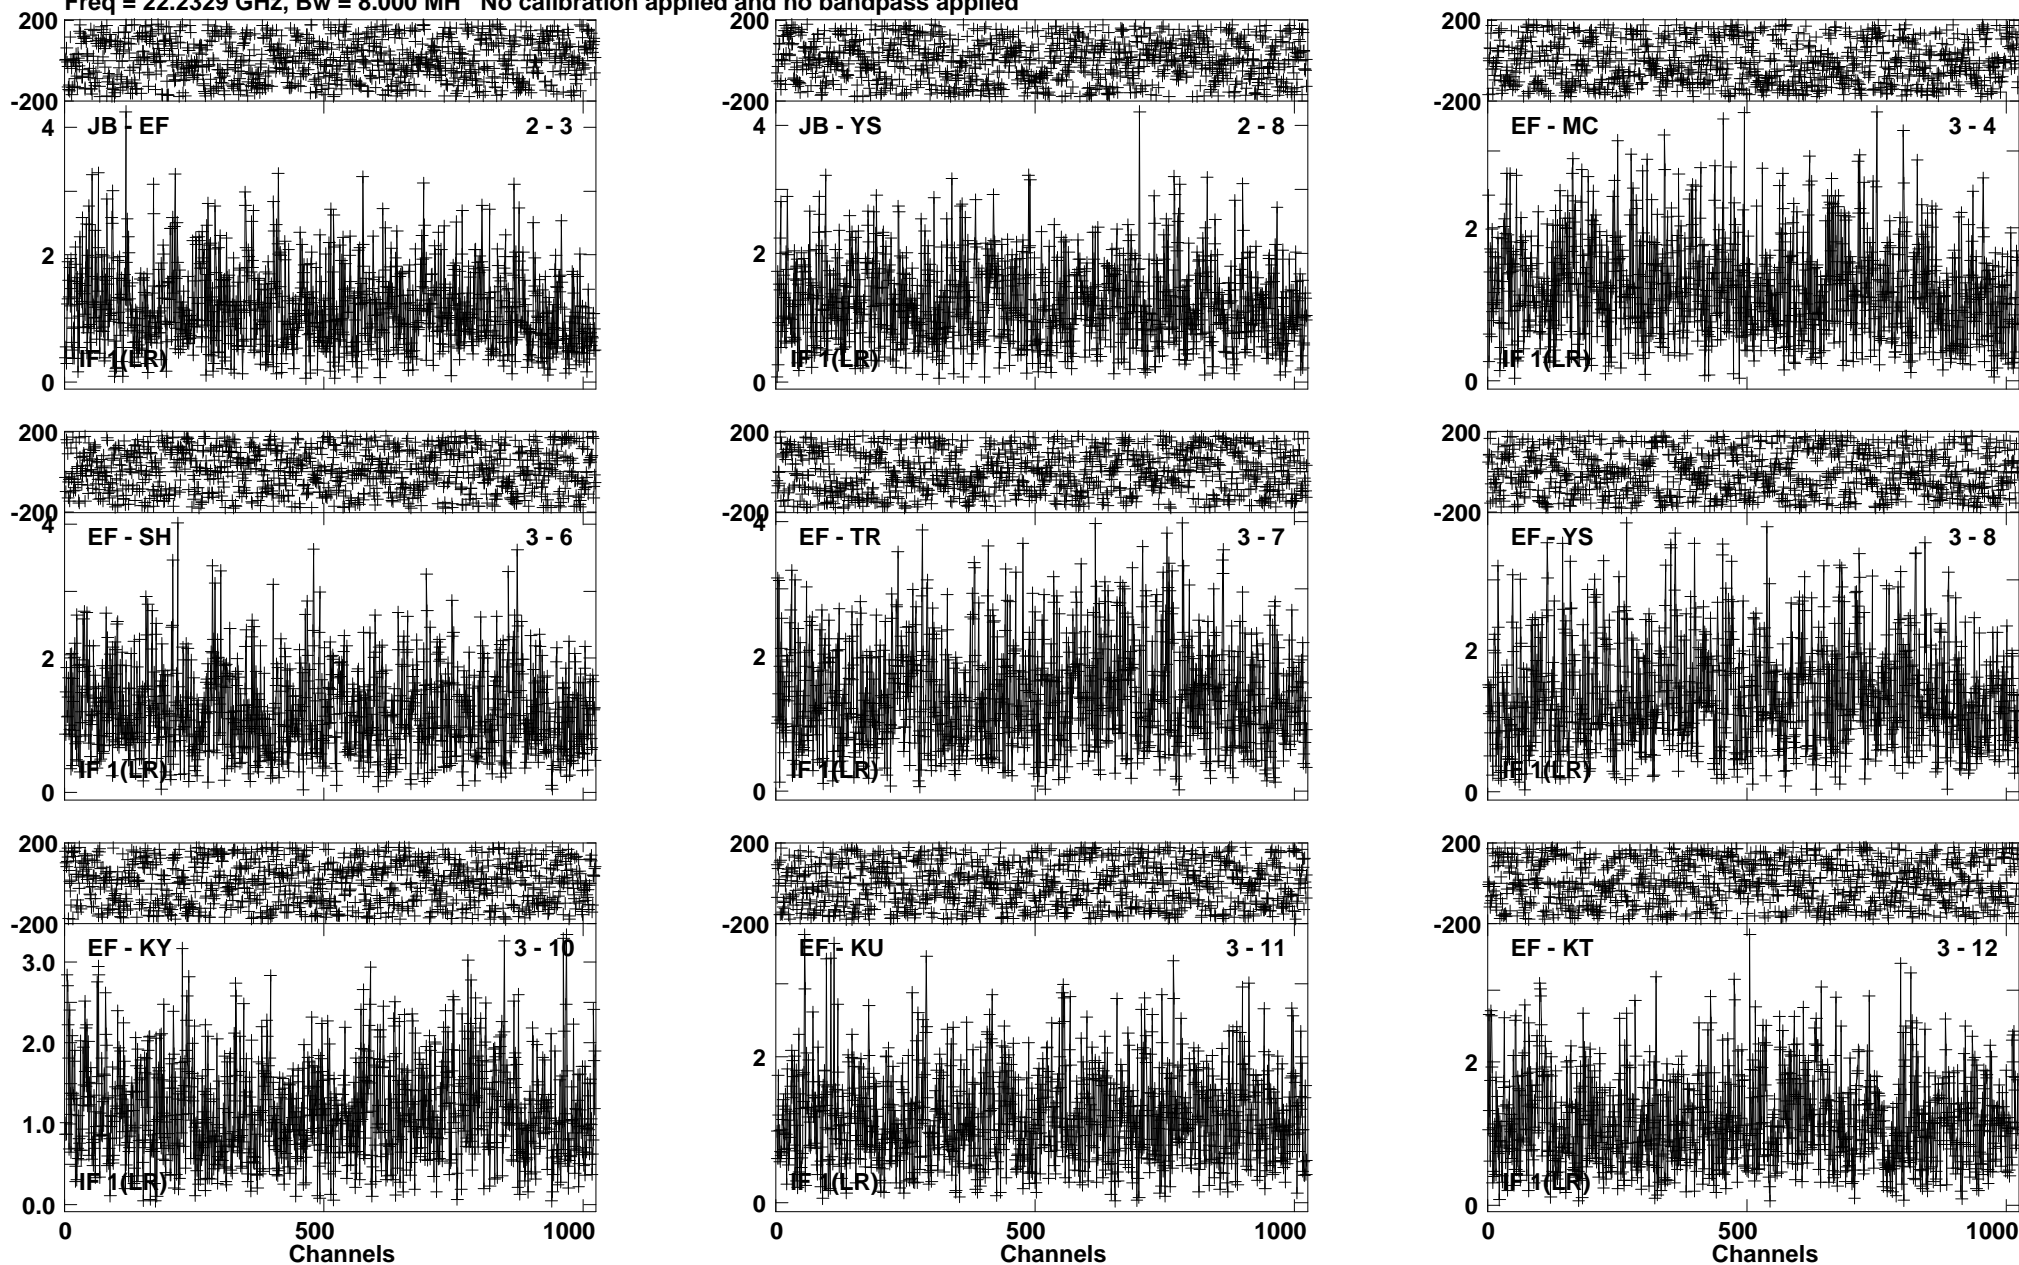 Freq = 22.2329 GHz, Bw = 8.000 MH No calibration applied and no bandpass applied
200 200 200
-200 -200 -200
JB - EF 2 - 3 JB - YS 2 - 8 EF - MC 3 - 4
4 4
2 2 2
IF 1(LR) IF 1(LR) IF 1(LR)
0 0 0
200 200 200
-200 -200 -200
4 4
EF - SH 3 - 6 EF - TR 3 - 7 EF - YS 3 - 8
2 2 2
IF 1(LR) IF 1(LR) IF 1(LR)
0 0 0
200 200 200
-200 -200 -200
EF - KY 3 - 10 EF - KU 3 - 11 EF - KT 3 - 12
3.0
2.0 2 2
1.0
IF 1(LR) IF 1(LR) IF 1(LR)
0.0 0 0
0 500 1000 0 500 1000 0 500 1000
Channels Channels Channels